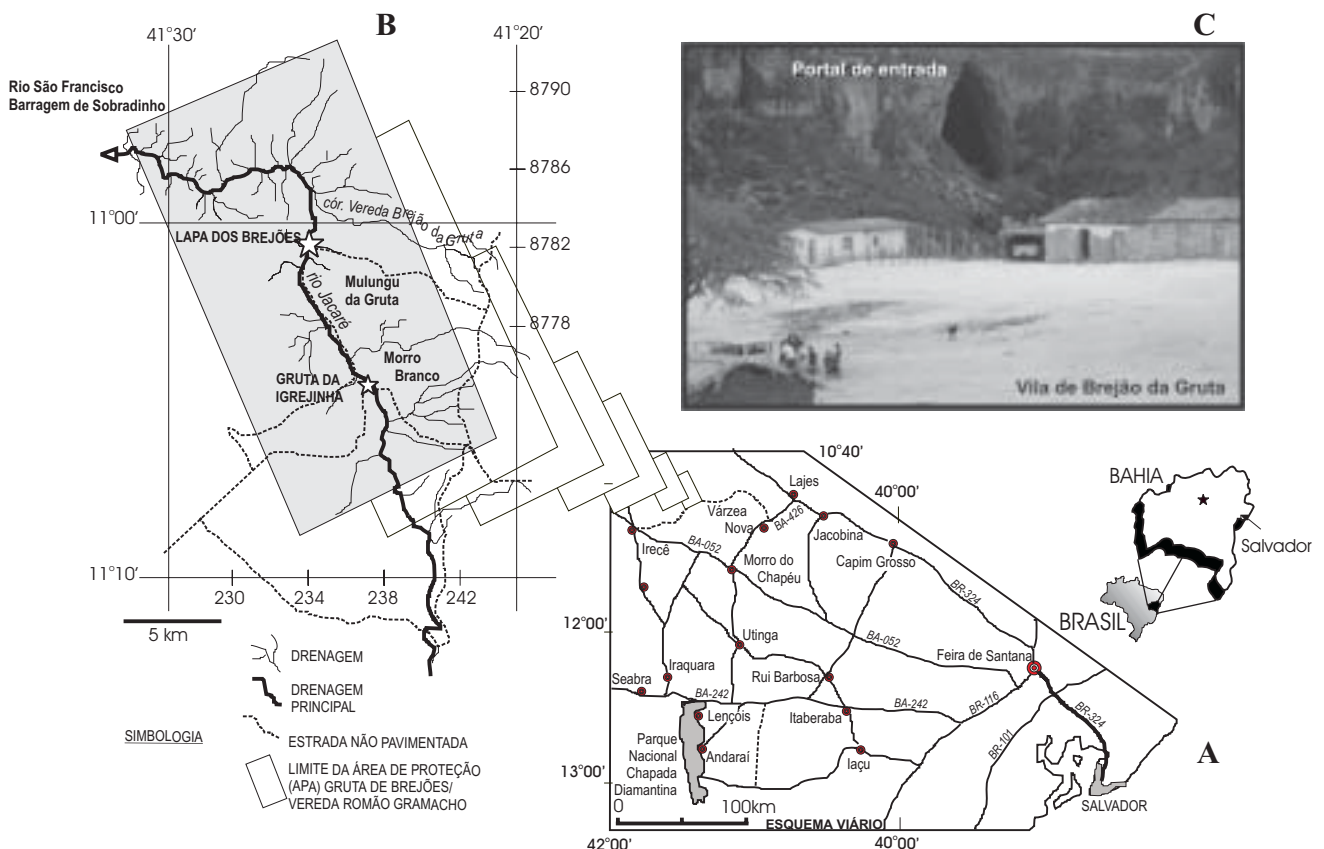 B
41°30'
41°20'
Rio São Francisco
Barragem de Sobradinho
8790
8786
11°00'
cór. Vereda Brejão da Gruta
LAPA DOS BREJÕES
8782
rio Jacaré
Mulungu
da Gruta
8778
Morro
Branco
GRUTA DA
IGREJINHA
11°10'
230
234
238
242
5 km
DRENAGEM
DRENAGEM
PRINCIPAL
SIMBOLOGIA
ESTRADA NÃO PAVIMENTADA
LIMITE DA ÁREA DE PROTEÇÃO
(APA) GRUTA DE BREJÕES/
VEREDA ROMÃO GRAMACHO
C
Portal de entrada
Vila de Brejão da Gruta
10°40'
Lajes
40°00'
Várzea
Nova
BA-426
Jacobina
Irecê
BA-052
Morro do
Chapéu
Capim Grosso
BR-324
12°00'
Utinga
BA-052
Feira de Santana
Iraquara
Rui Barbosa
Seabra
BA-242
BA-242
BR-116
BR-324
Lençóis
Itaberaba
BR-101
Parque
Nacional
Chapada
Diamantina
Andaraí
Iaçu
A
13°00'
0
100km
SALVADOR
ESQUEMA VIÁRIO
42°00'
40°00'
BAHIA
Salvador
BRASIL